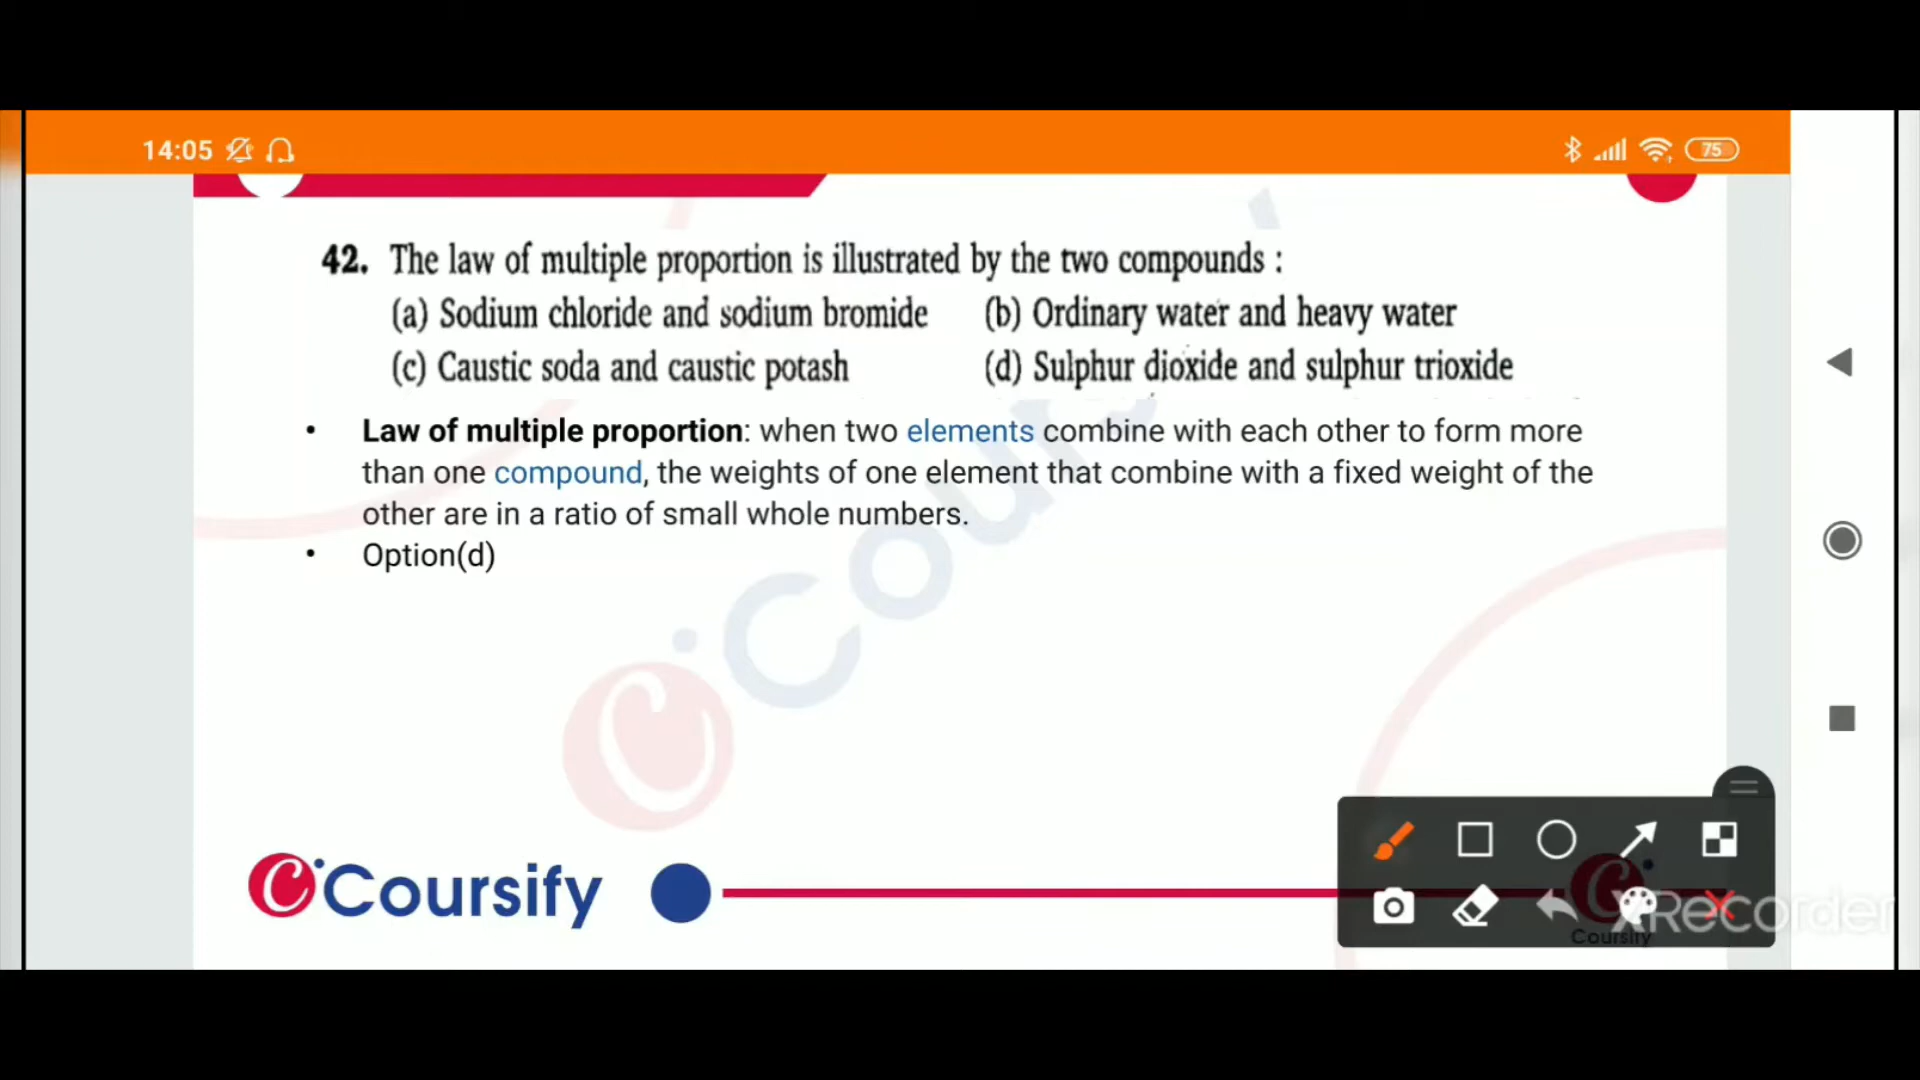 14:05
75
42. The law of multiple proportion is illustrated by the two compounds :
(a) Sodium chloride and sodium bromide (b) Ordinary water and heavy water
(c) Caustic soda and caustic potash (d) Sulphur dioxide and sulphur trioxide
• Law of multiple proportion: when two elements combine with each other to form more
than one compound, the weights of one element that combine with a fixed weight of the
other are in a ratio of small whole numbers.
• Option(d)
Cour
Coursify
XRecorder
Coursify